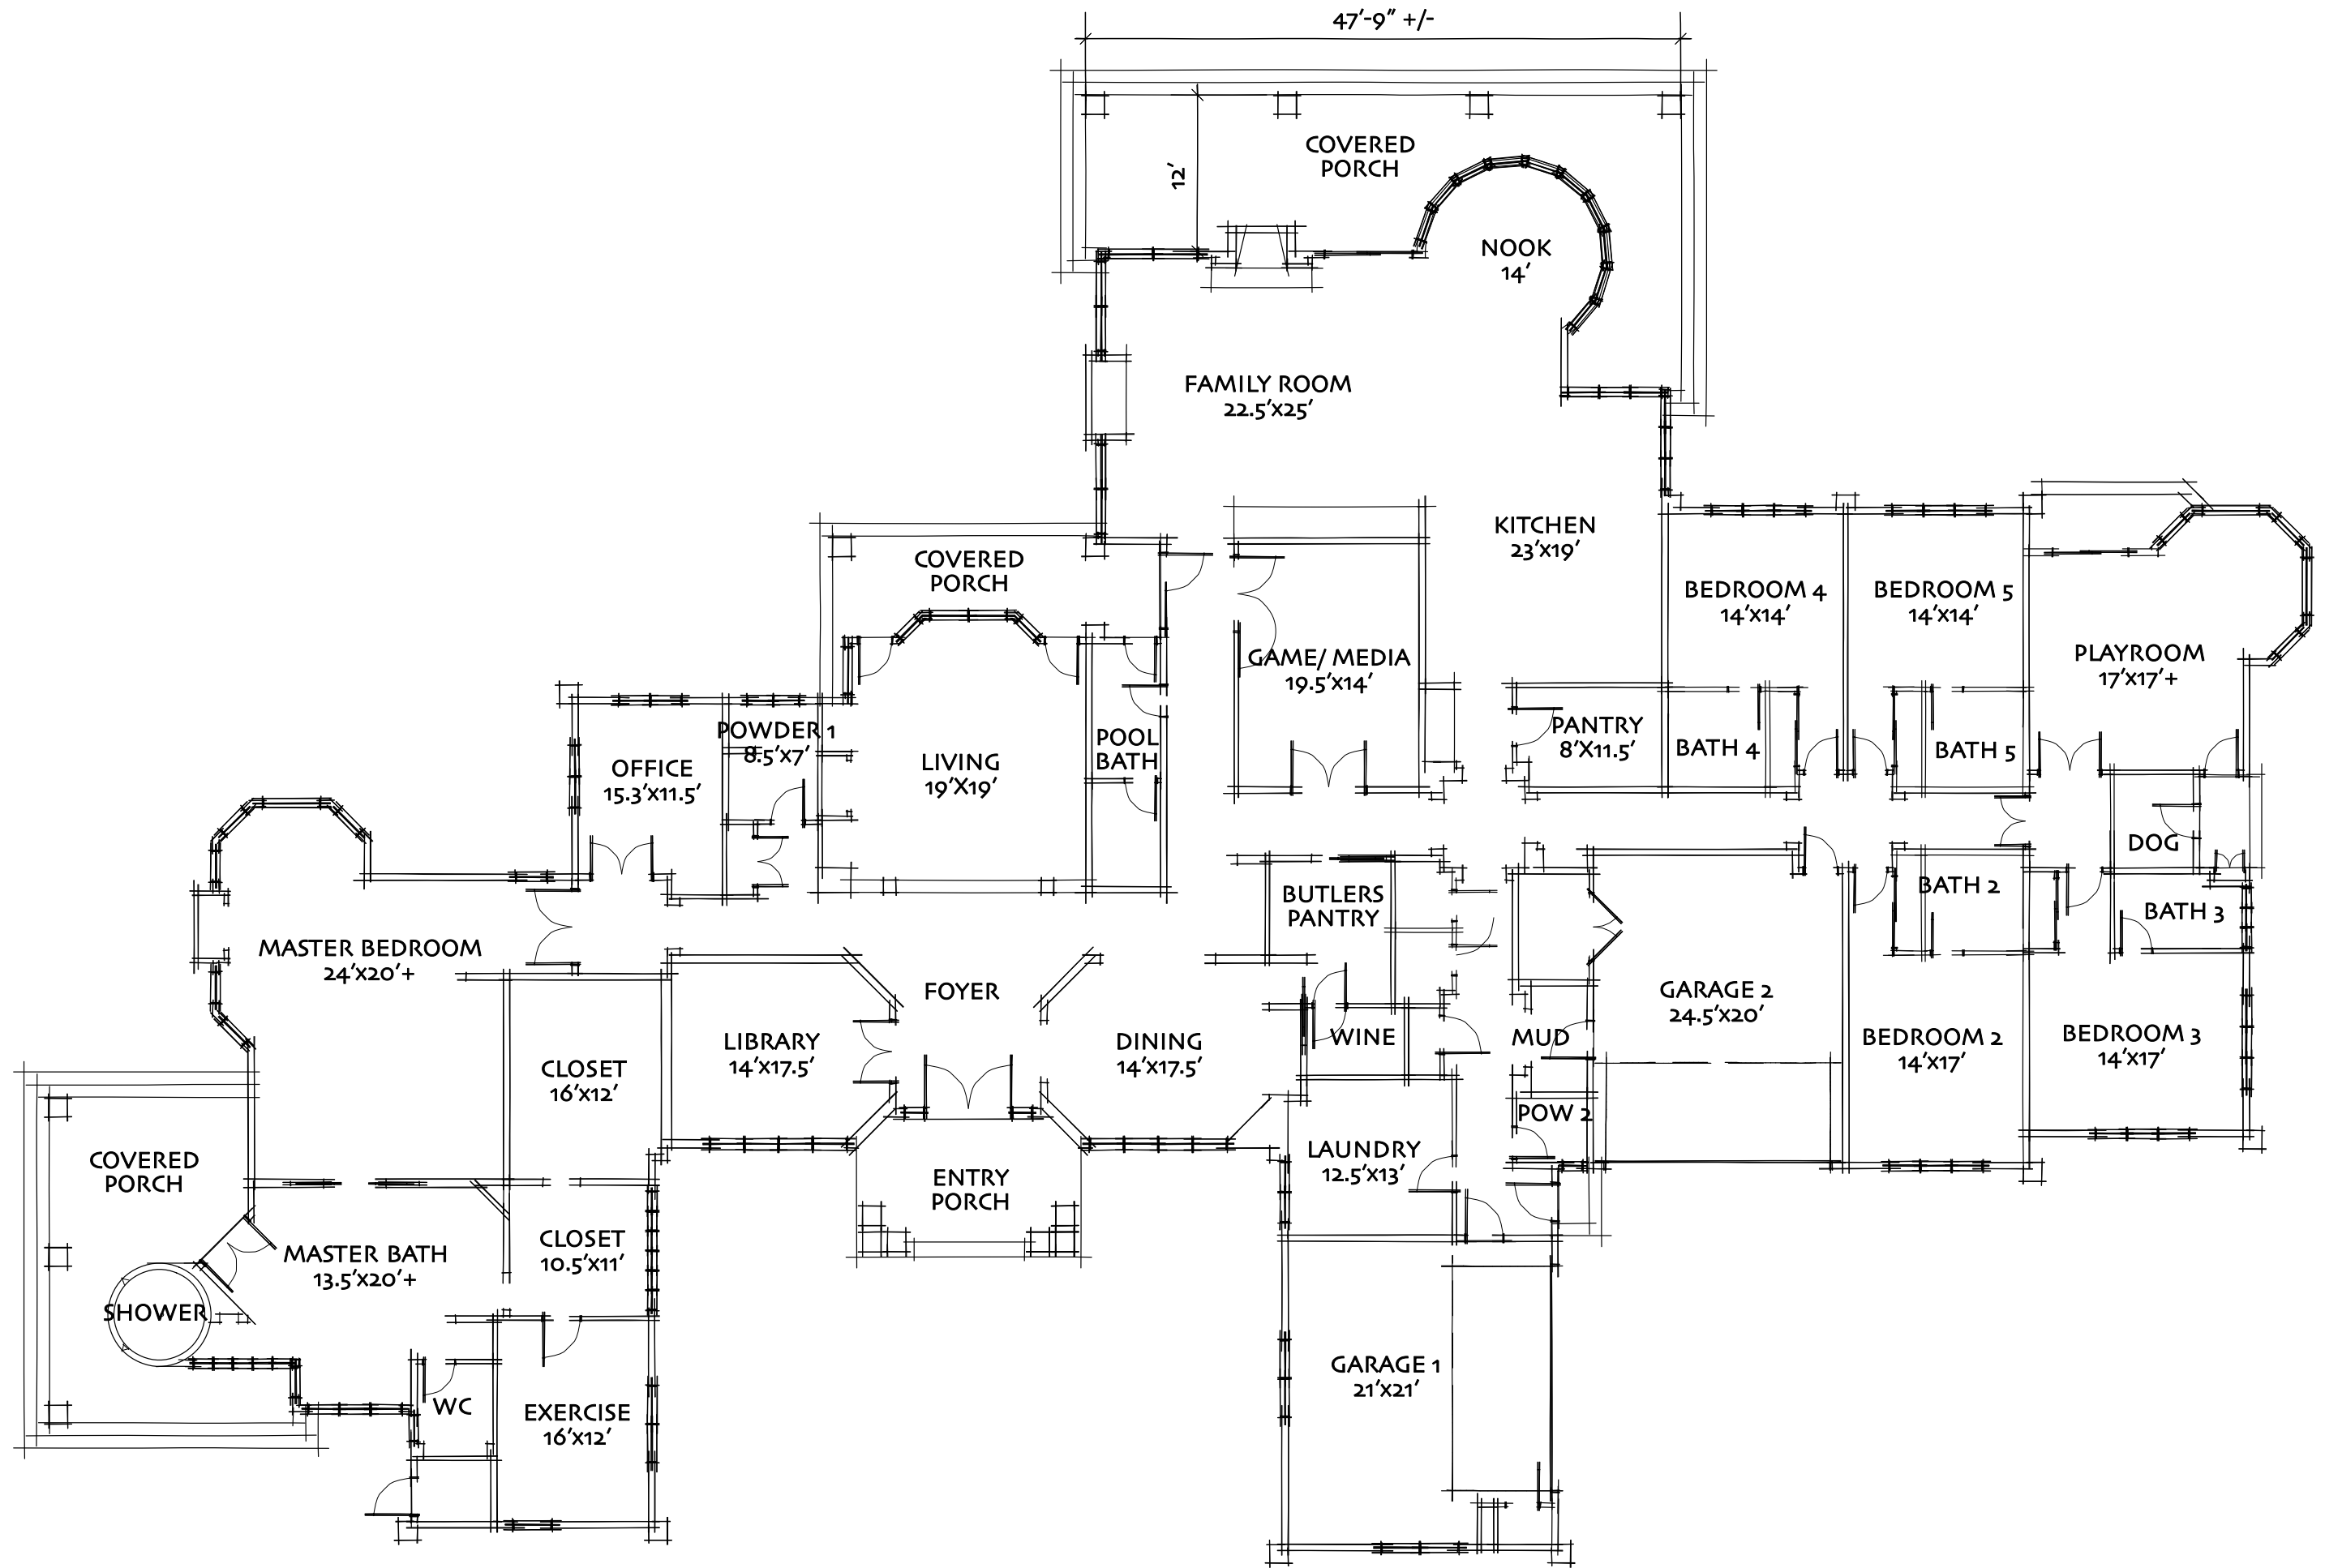 47'-9" +/-
COVERED
PORCH
12'
NOOK
14'
FAMILY ROOM
22.5'x25'
KITCHEN
23'x19'
COVERED
PORCH
BEDROOM 4
14'x14'
BEDROOM 5
14'x14'
GAME/ MEDIA
19.5'x14'
PLAYROOM
17'x17'+
POWDER 1
8.5'x7'
PANTRY
8'X11.5'
POOL
BATH
BATH 4
BATH 5
OFFICE
15.3'x11.5'
LIVING
19'X19'
DOG
BUTLERS
PANTRY
BATH 2
BATH 3
MASTER BEDROOM
24'x20'+
FOYER
GARAGE 2
24.5'x20'
LIBRARY
14'x17.5'
DINING
14'x17.5'
WINE
MUD
BEDROOM 2
14'x17'
BEDROOM 3
14'x17'
CLOSET
16'x12'
POW 2
COVERED
PORCH
LAUNDRY
12.5'x13'
ENTRY
PORCH
CLOSET
10.5'x11'
MASTER BATH
13.5'x20'+
SHOWER
GARAGE 1
21'x21'
WC
EXERCISE
16'x12'